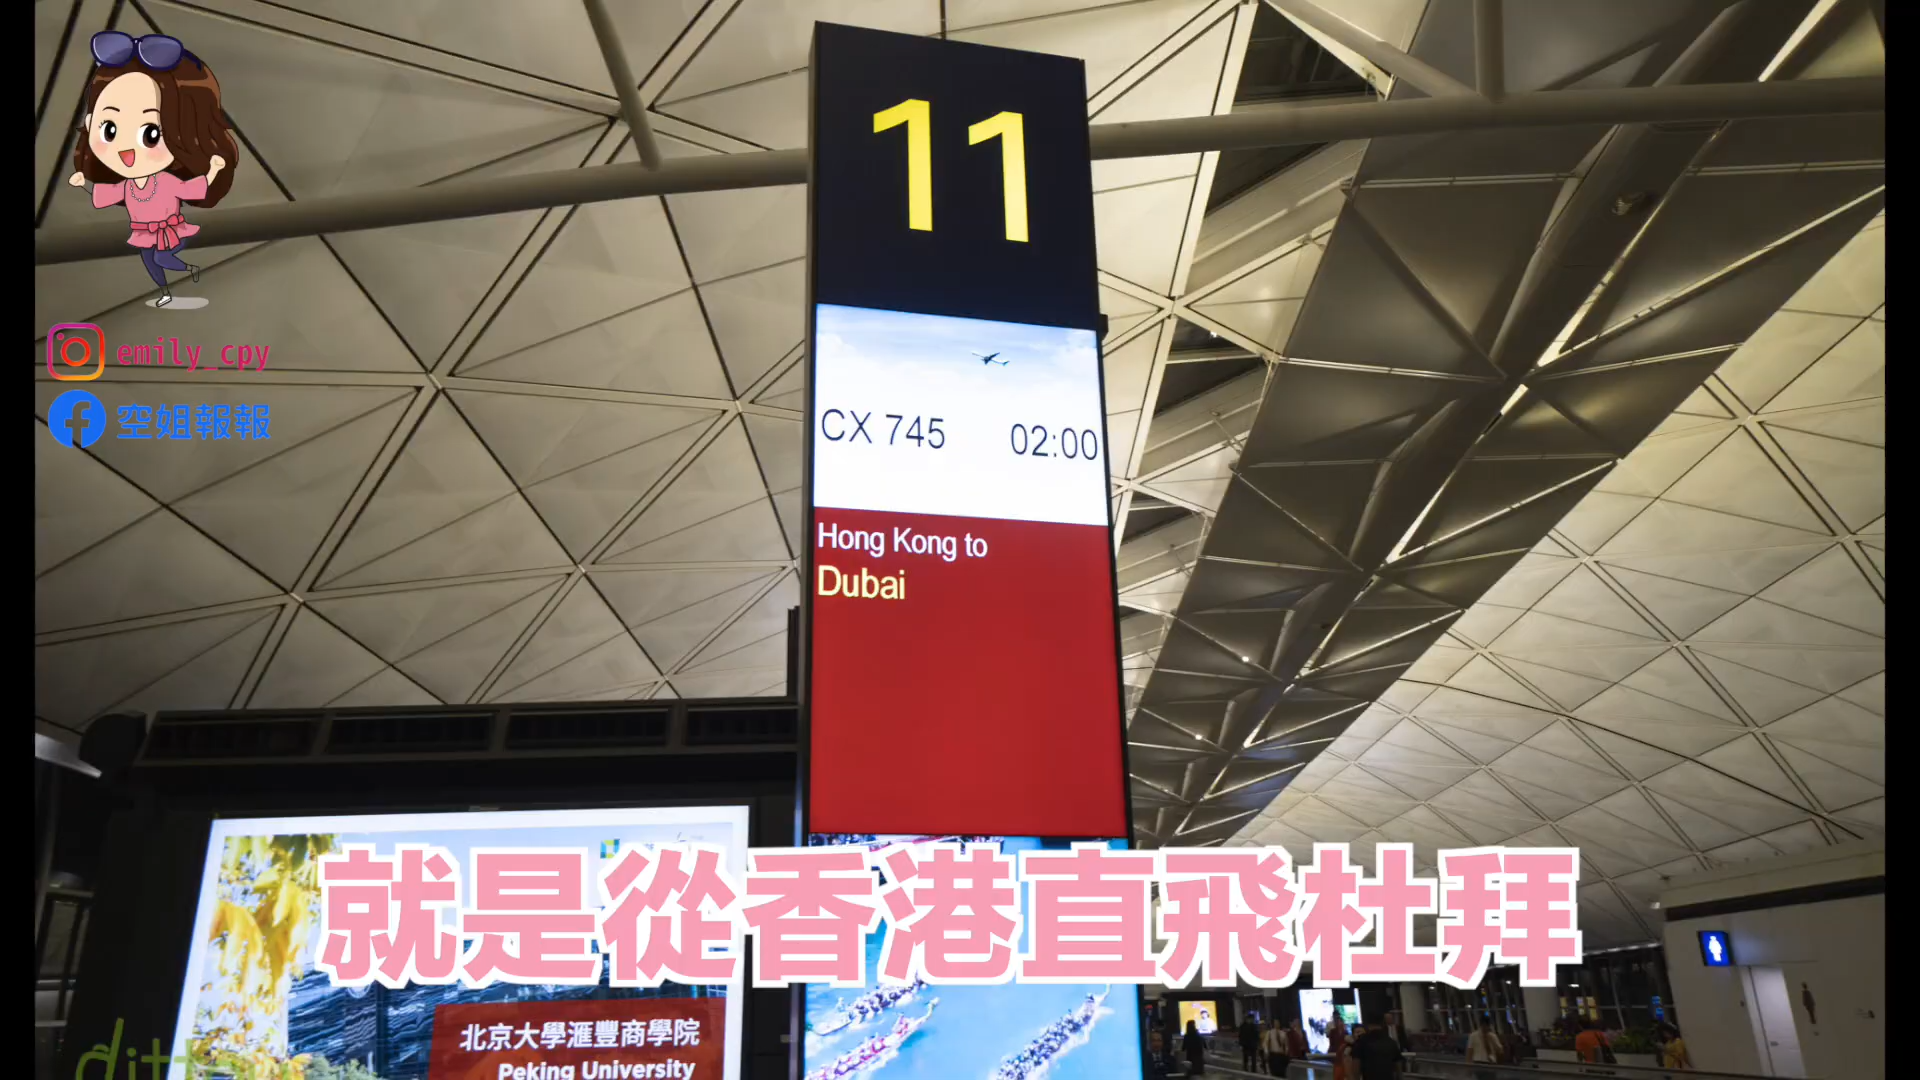 11
CX 745 02:00
Hong Kong to
Dubai
emily_cpy
空姐報報
就是從香港直飛杜拜
北京大學滙豐商學院
Peking University